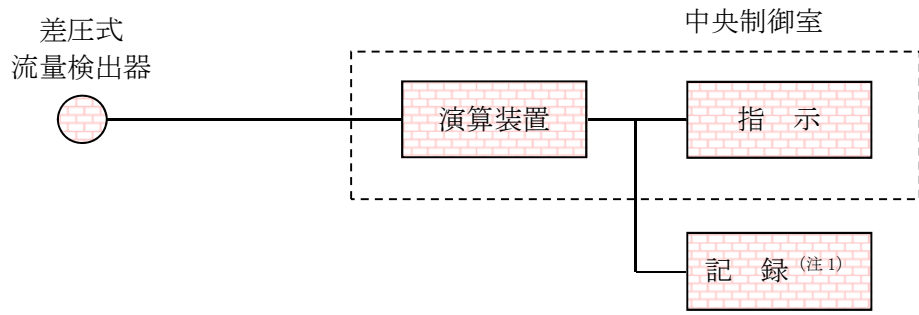 差圧式
流量検出器
中央制御室
演算装置
指 示
記 録 (注1)